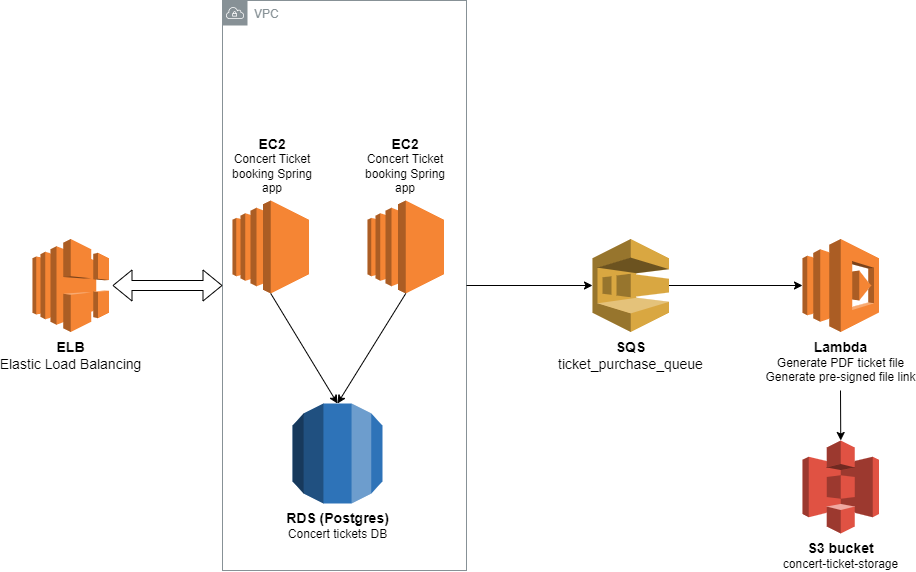 VPC
EC2
Concert Ticket
booking Spring
app
EC2
Concert Ticket
booking Spring
app
ELB
Elastic Load Balancing
SQS
ticket_purchase_queue
Lambda
Generate PDF ticket file
Generate pre-signed file link
RDS (Postgres)
Concert tickets DB
S3 bucket
concert-ticket-storage